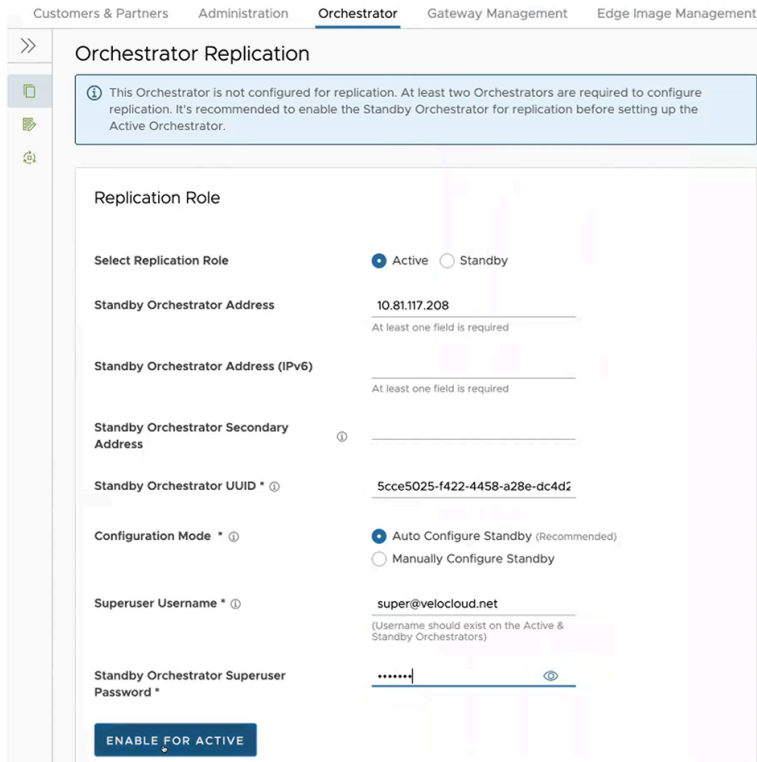 Customers & Partners Administration Orchestrator Gateway Management Edge Image Management
Orchestrator Replication
This Orchestrator is not configured for replication. At least two Orchestrators are required to configure
replication. It's recommended to enable the Standby Orchestrator for replication before setting up the
Active Orchestrator.
Replication Role
Select Replication Role Active Standby
Standby Orchestrator Address 10.81.117.208
At least one field is required
Standby Orchestrator Address (IPv6)
At least one field is required
Standby Orchestrator Secondary
Address
Standby Orchestrator UUID * 5cce5025-f422-4458-a28e-dc4d2
Configuration Mode * Auto Configure Standby (Recommended)
Manually Configure Standby
Superuser Username * super@velocloud.net
(Username should exist on the Active &
Standby Orchestrators)
Standby Orchestrator Superuser
Password * •••••••
ENABLE FOR ACTIVE